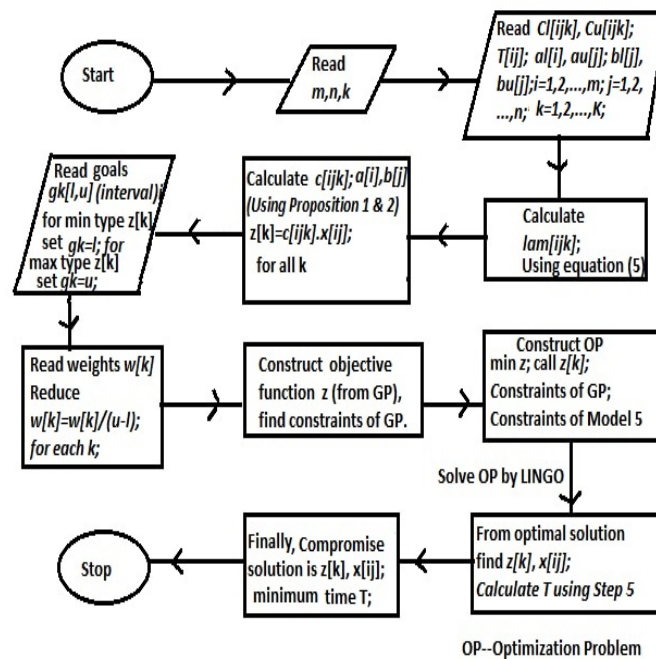 Start
Read
m,n,k
Read Cl[ijk], Cu[ijk];
T[ij]; al[i], au[j]; bl[j],
bu[j];i=1,2,...,m; j=1,2,
...,n; k=1,2,...,K;
Calculate
lam[ijk];
Using equation (5)
Calculate c[ijk]; a[i],b[j]
(Using Proposition 1 & 2)
z[k]=c[ijk].x[ij];
for all k
Read goals
gk[l,u] (interval)i
for min type z[k]
set gk=l; for
max type z[k]
set gk=u;
Read weights w[k]
Reduce
w[k]=w[k]/(u-l);
for each k;
Construct objective
function z (from GP),
find constraints of GP.
Construct OP
min z; call z[k];
Constraints of GP;
Constraints of Model 5
Solve OP by LINGO
From optimal solution
find z[k], x[ij];
Calculate T using Step 5
Finally, Compromise
solution is z[k], x[ij];
minimum time T;
Stop
OP--Optimization Problem